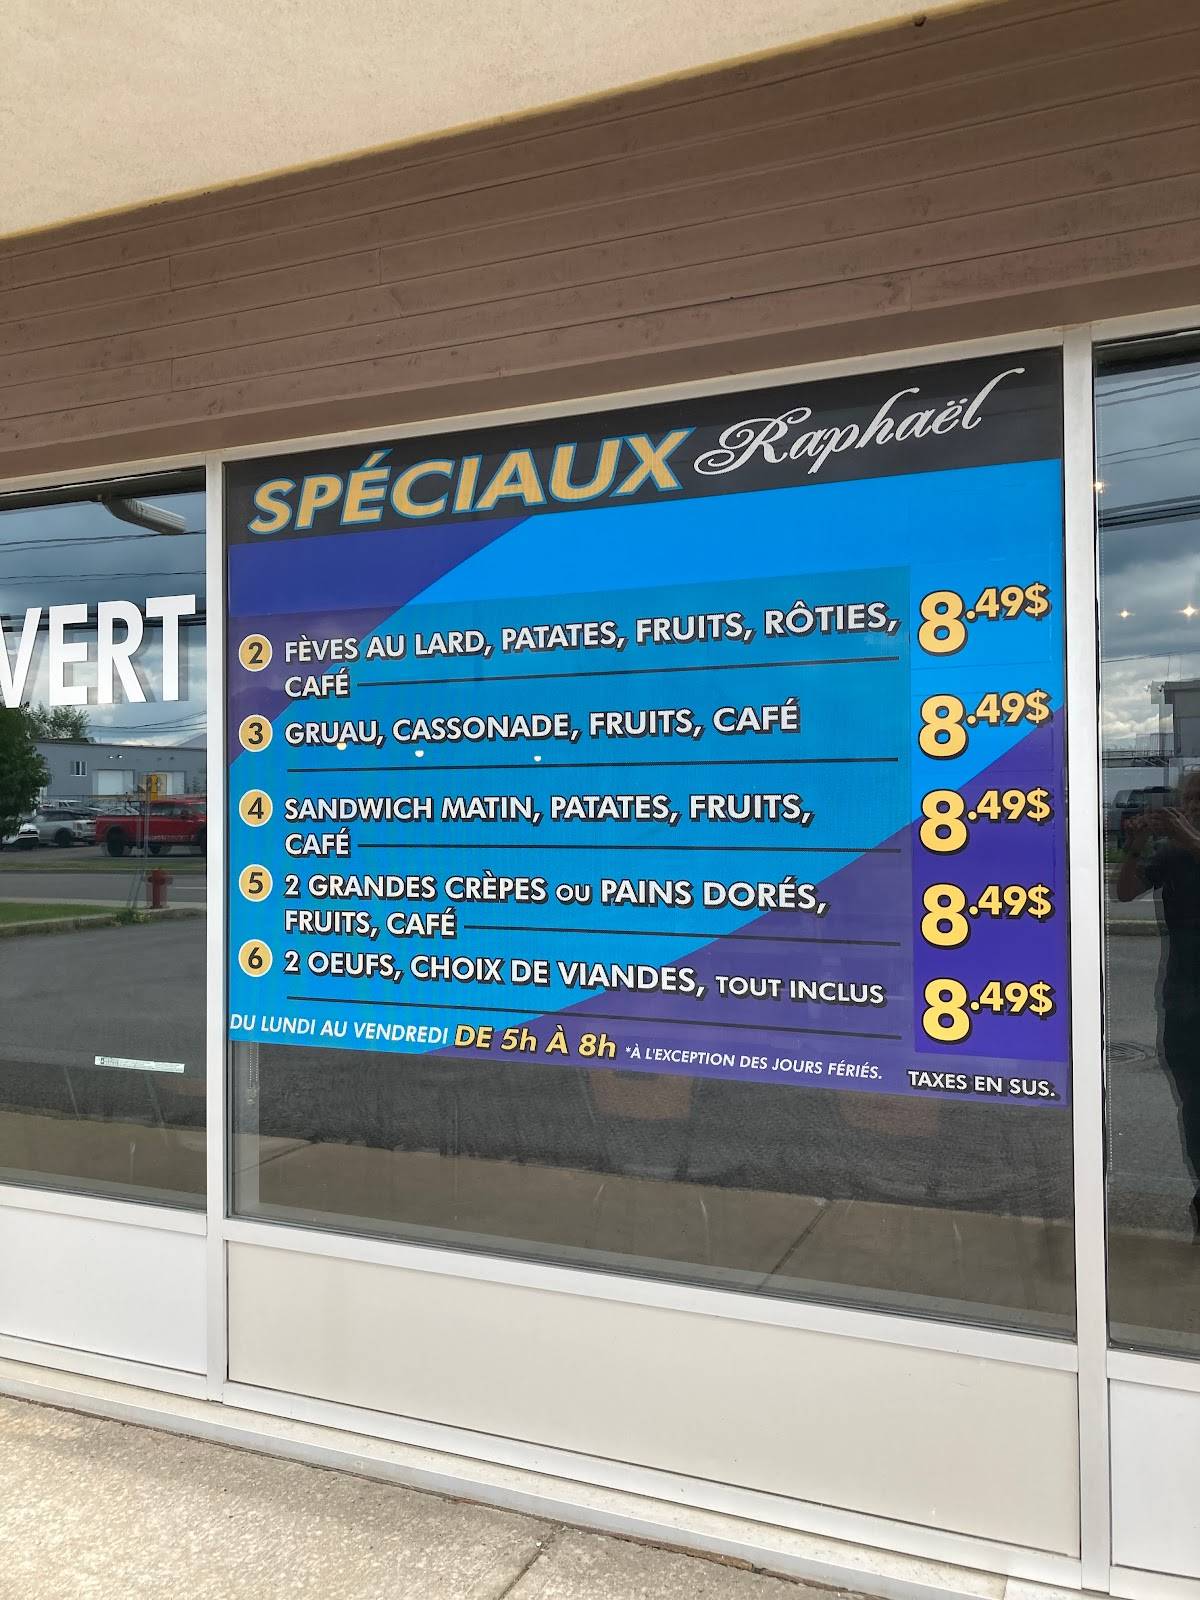 SPÉCIAUX Raphaël
VERT
2 FÈVES AU LARD, PATATES, FRUITS, RÔTIES, 8.49$
CAFÉ
3 GRUAU, CASSONADE, FRUITS, CAFÉ 8.49$
4 SANDWICH MATIN, PATATES, FRUITS, 8.49$
CAFÉ
5 2 GRANDES CRÈPES OU PAINS DORÉS, 8.49$
FRUITS, CAFÉ
6 2 OEUFS, CHOIX DE VIANDES, TOUT INCLUS 8.49$
DU LUNDI AU VENDREDI DE 5h À 8h *À L'EXCEPTION DES JOURS FÉRIÉS. TAXES EN SUS.